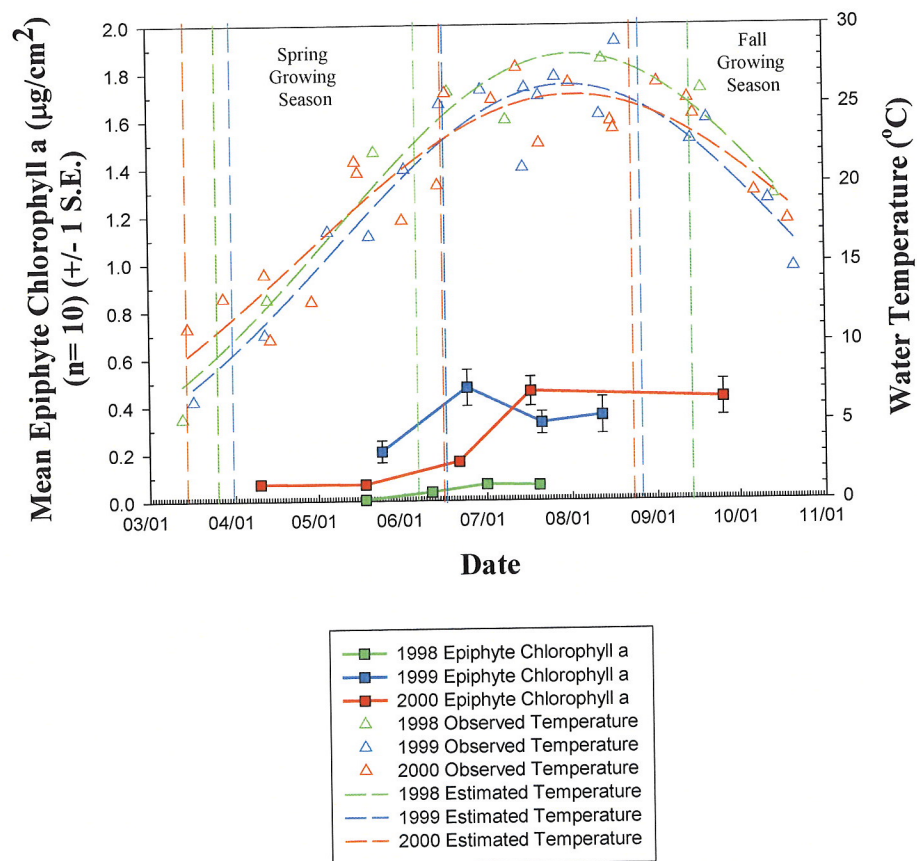 Mean Epiphyte Chlorophyll a (µg/cm²)
(n= 10) (+/- 1 S.E.)
2.0
1.8
1.6
1.4
1.2
1.0
0.8
0.6
0.4
0.2
0.0
Spring
Growing
Season
Fall
Growing
Season
30
25
20
15
10
5
0
Water Temperature (°C)
03/01 04/01 05/01 06/01 07/01 08/01 09/01 10/01 11/01
Date
1998 Epiphyte Chlorophyll a
1999 Epiphyte Chlorophyll a
2000 Epiphyte Chlorophyll a
1998 Observed Temperature
1999 Observed Temperature
2000 Observed Temperature
1998 Estimated Temperature
1999 Estimated Temperature
2000 Estimated Temperature